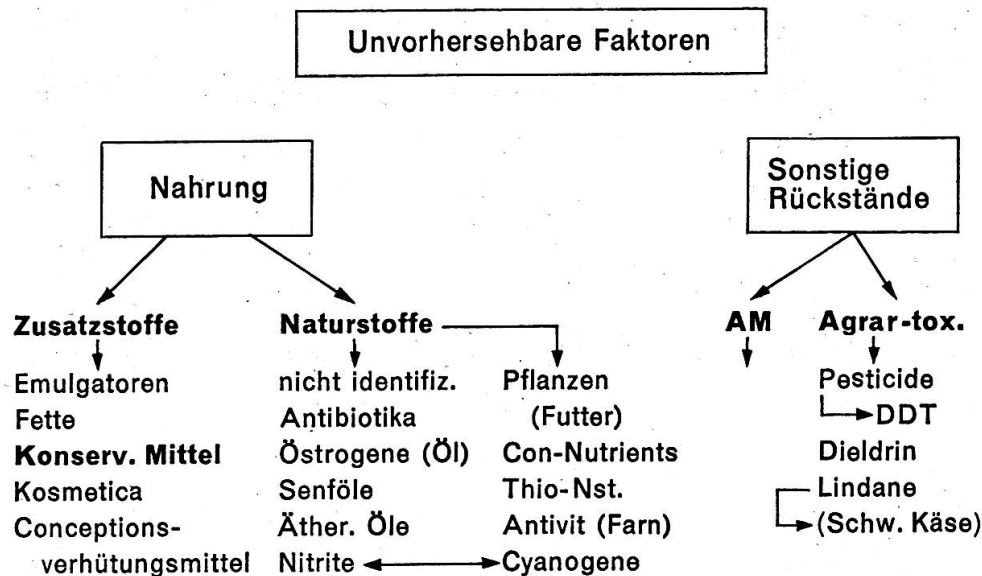 Unvorhersehbare Faktoren
Nahrung
Sonstige
Rückstände
Zusatzstoffe
Emulgatoren
Fette
Konserv. Mittel
Kosmetica
Conceptions-
verhütungsmittel
Naturstoffe
nicht identifiz.
Antibiotika
Östrogene (Öl)
Senföle
Äther. Öle
Nitrite
Pflanzen
(Futter)
Con-Nutrients
Thio-Nst.
Antivit (Farn)
Cyanogene
AM
Agrar-tox.
Pesticide
DDT
Dieldrin
Lindane
(Schw. Käse)